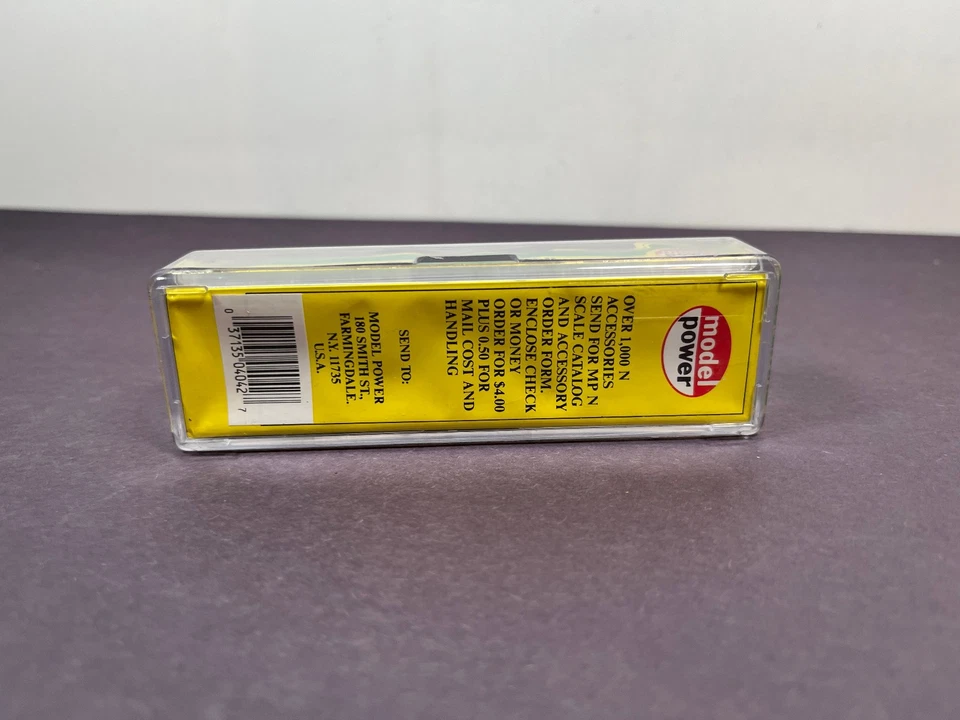 model
power
OVER 1,000 N
ACCESSORIES
SEND FOR MP N
SCALE CATALOG
AND ACCESSORY
ORDER FORM.
ENCLOSE CHECK
OR MONEY
ORDER FOR $4.00
PLUS 0.50 FOR
MAIL COST AND
HANDLING
SEND TO:
MODEL POWER
180 SMITH ST.,
FARMINGDALE.
N.Y. 11735
U.S.A.
0 37135 04042 7